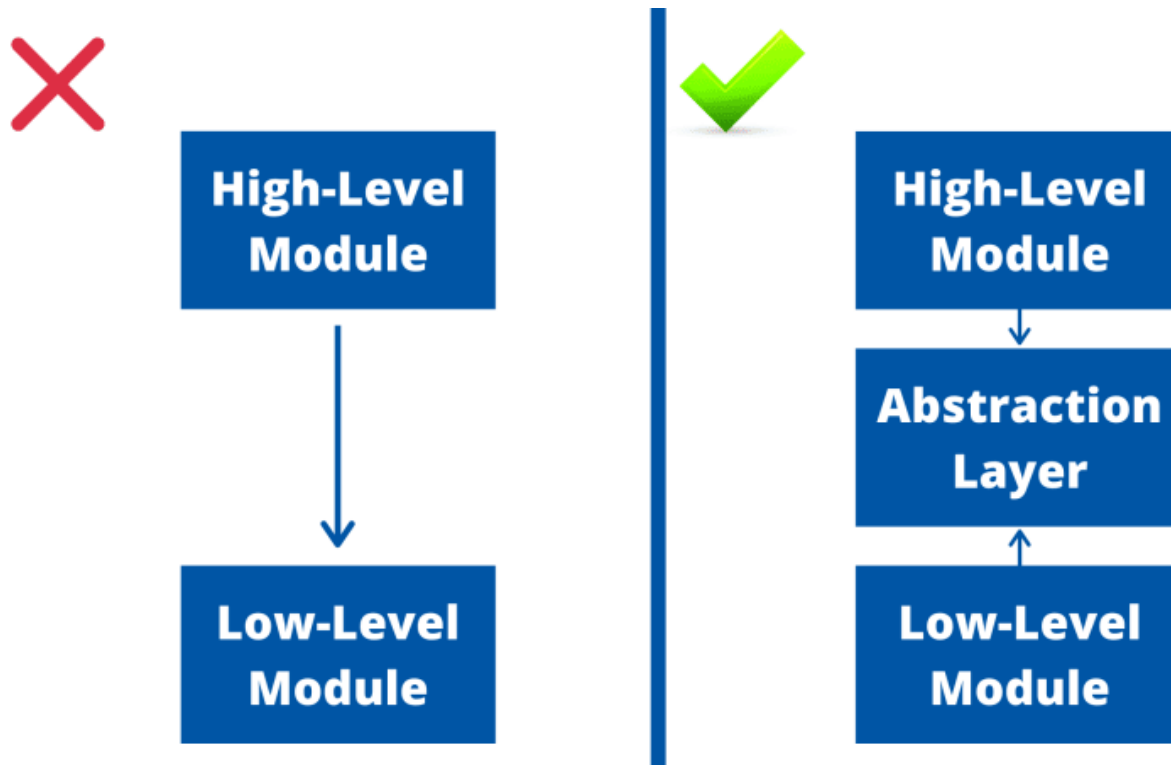 High-Level
Module
Low-Level
Module
High-Level
Module
Abstraction
Layer
Low-Level
Module